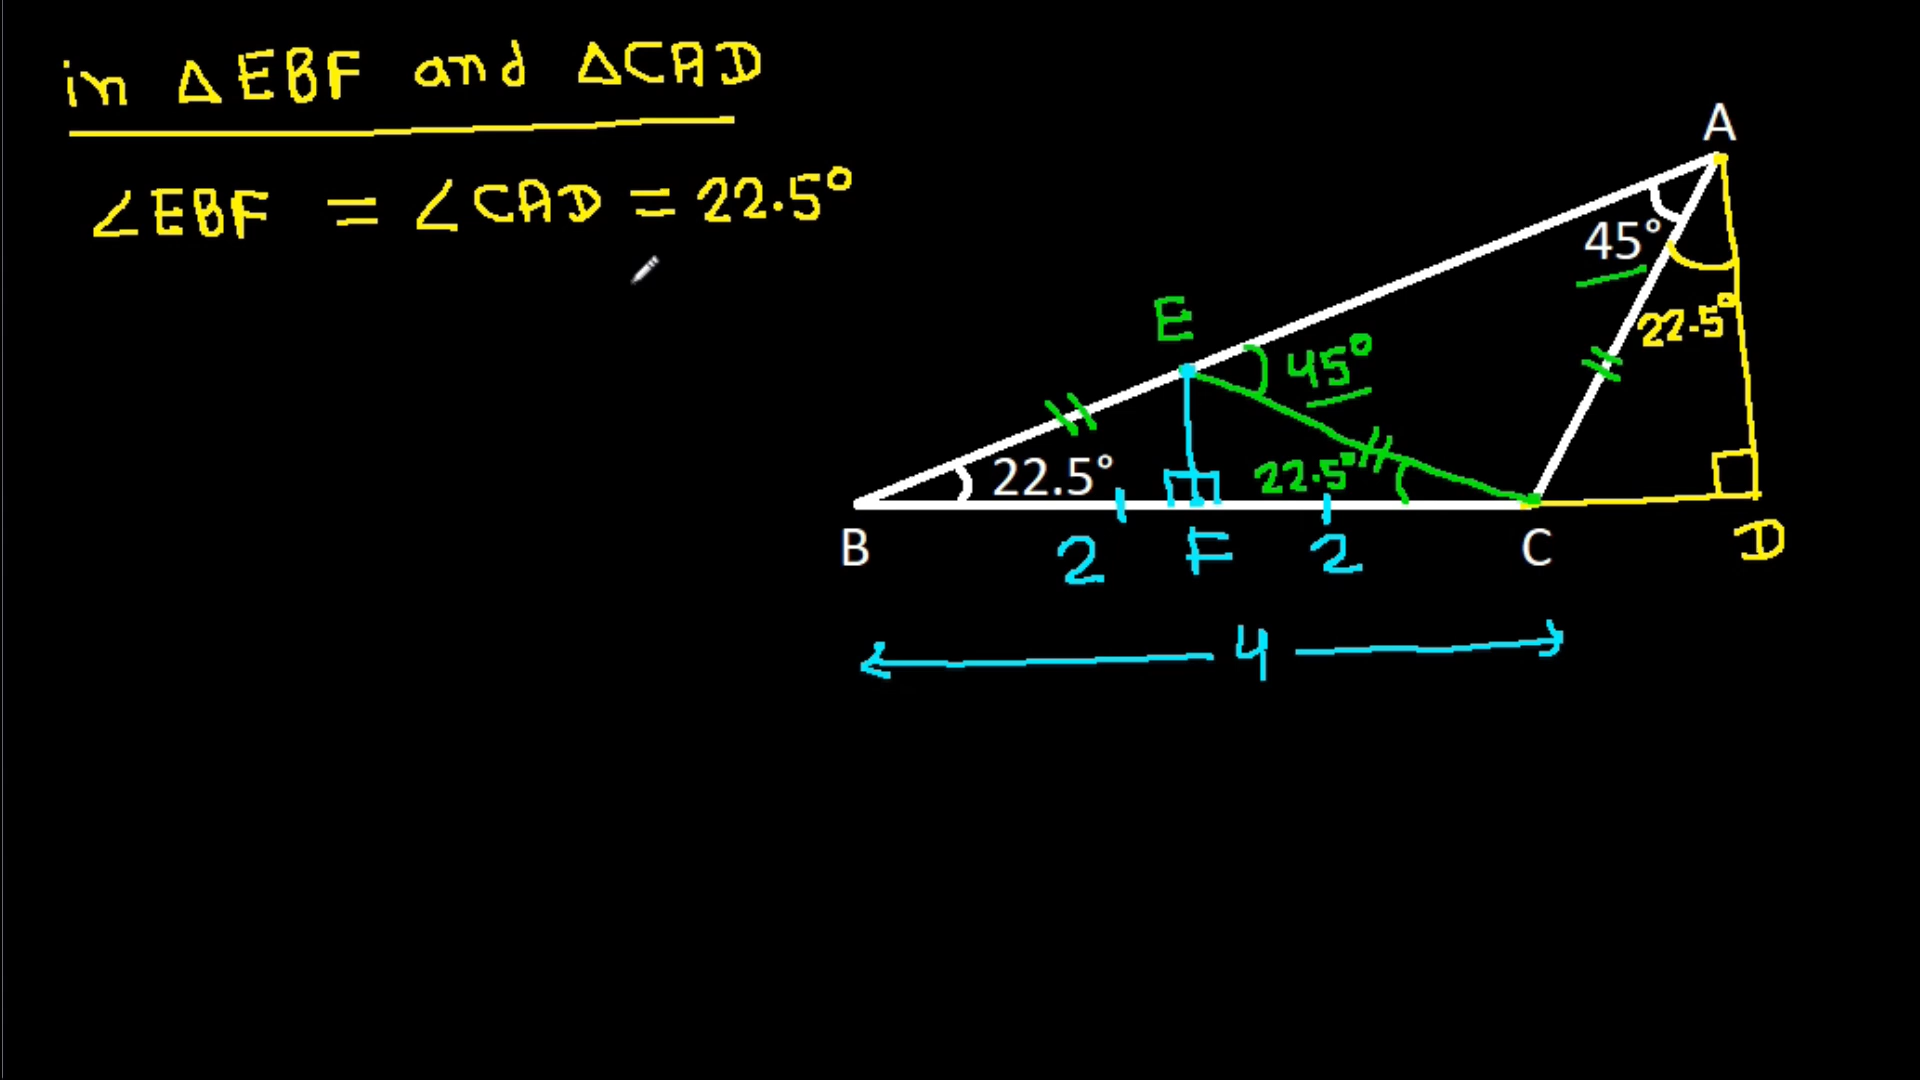 in ΔEBF and ΔCAD
∠EBF = ∠CAD = 22.5°
A
45°
22.5°
E
45°
22.5°
22.5°
B
2
F
2
C
D
4